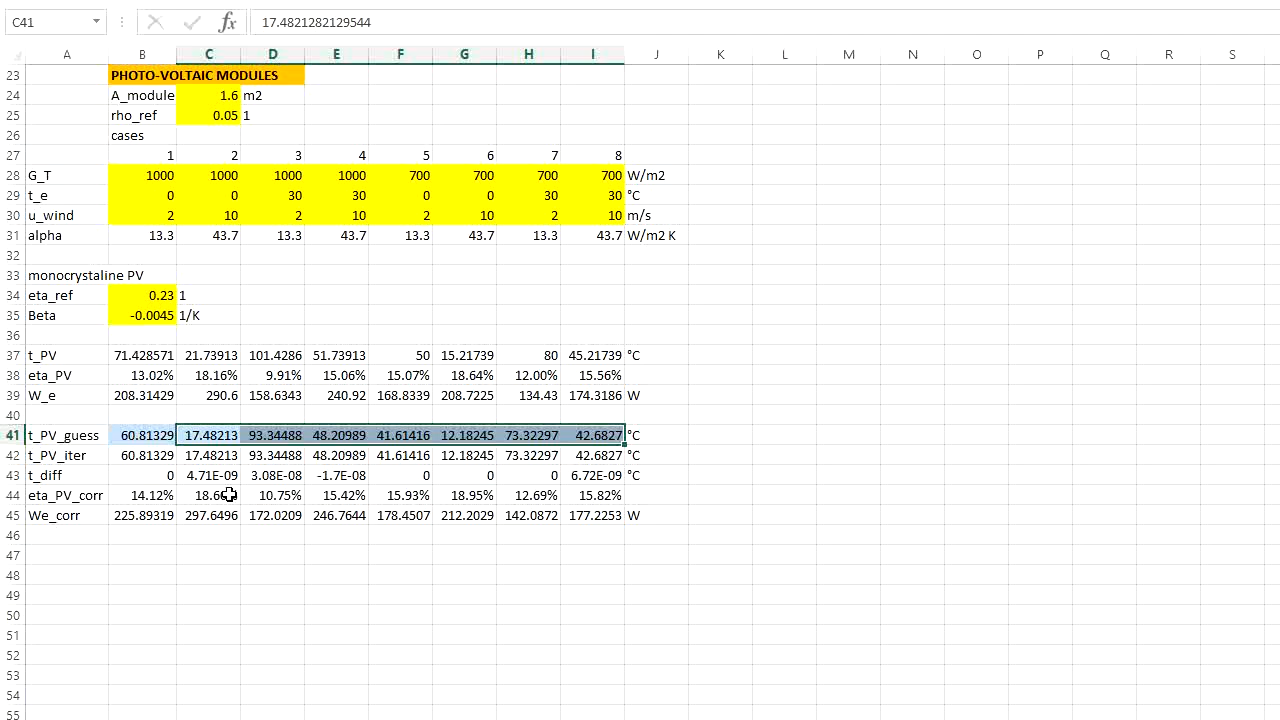 C41 fx 17.4821282129544
A B C D E F G H I J K L M N O P Q R S
23 PHOTO-VOLTAIC MODULES
24 A_module 1.6 m2
25 rho_ref 0.05 1
26 cases
27 1 2 3 4 5 6 7 8
28 G_T 1000 1000 1000 1000 700 700 700 700 W/m2
29 t_e 0 0 30 30 0 0 30 30 °C
30 u_wind 2 10 2 10 2 10 2 10 m/s
31 alpha 13.3 43.7 13.3 43.7 13.3 43.7 13.3 43.7 W/m2 K
32
33 monocrystaline PV
34 eta_ref 0.23 1
35 Beta -0.0045 1/K
36
37 t_PV 71.428571 21.73913 101.4286 51.73913 50 15.21739 80 45.21739 °C
38 eta_PV 13.02% 18.16% 9.91% 15.06% 15.07% 18.64% 12.00% 15.56%
39 W_e 208.31429 290.6 158.6343 240.92 168.8339 208.7225 134.43 174.3186 W
40
41 t_PV_guess 60.81329 17.48213 93.34488 48.20989 41.61416 12.18245 73.32297 42.6827 °C
42 t_PV_iter 60.81329 17.48213 93.34488 48.20989 41.61416 12.18245 73.32297 42.6827 °C
43 t_diff 0 4.71E-09 3.08E-08 -1.7E-08 0 0 0 6.72E-09 °C
44 eta_PV_corr 14.12% 10.75% 15.42% 15.93% 18.95% 12.69% 15.82%
45 We_corr 225.89319 297.6496 172.0209 246.7644 178.4507 212.2029 142.0872 177.2253 W
46
47
48
49
50
51
52
53
54
55